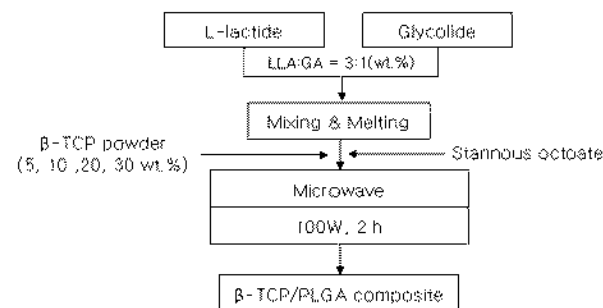 L-lactide
Glycolide
LLA:GA = 3:1(wt.%)
Mixing & Melting
β-TCP powder
(5, 10 ,20, 30 wt.%)
Stannous octoate
Microwave
100W, 2 h
β-TCP/PLGA composite